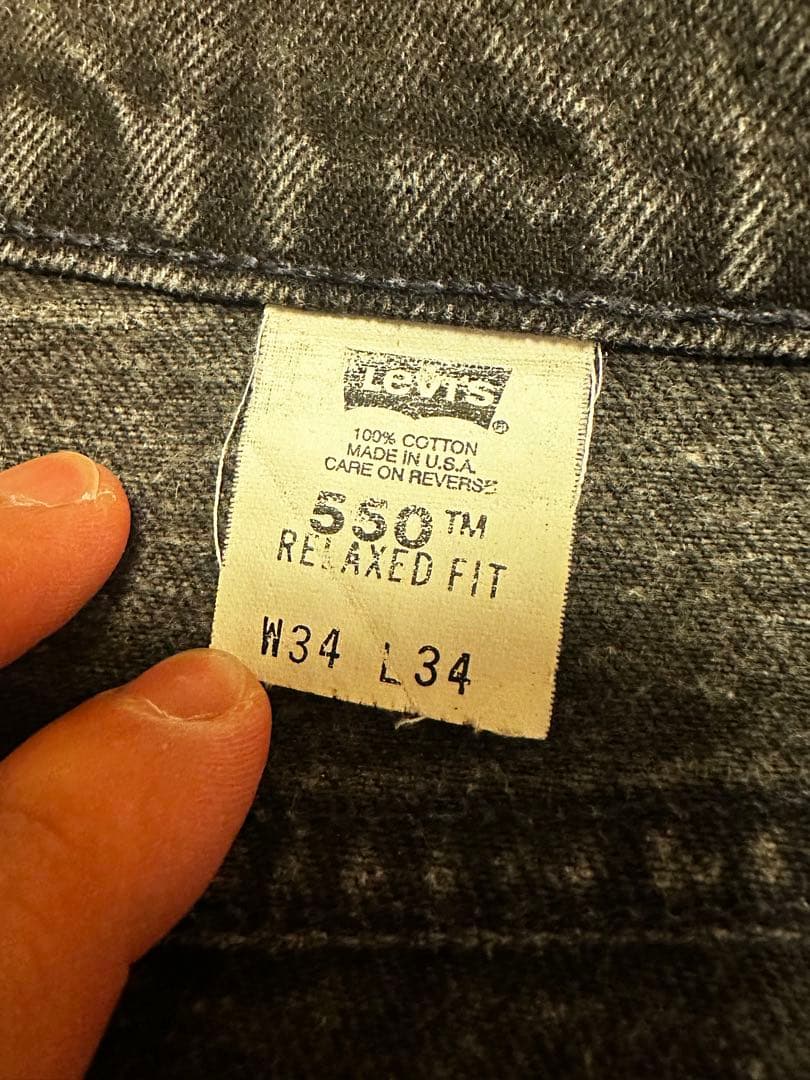 Levi's®
100% COTTON
MADE IN U.S.A.
CARE ON REVERSE
550™
RELAXED FIT
W34 L34